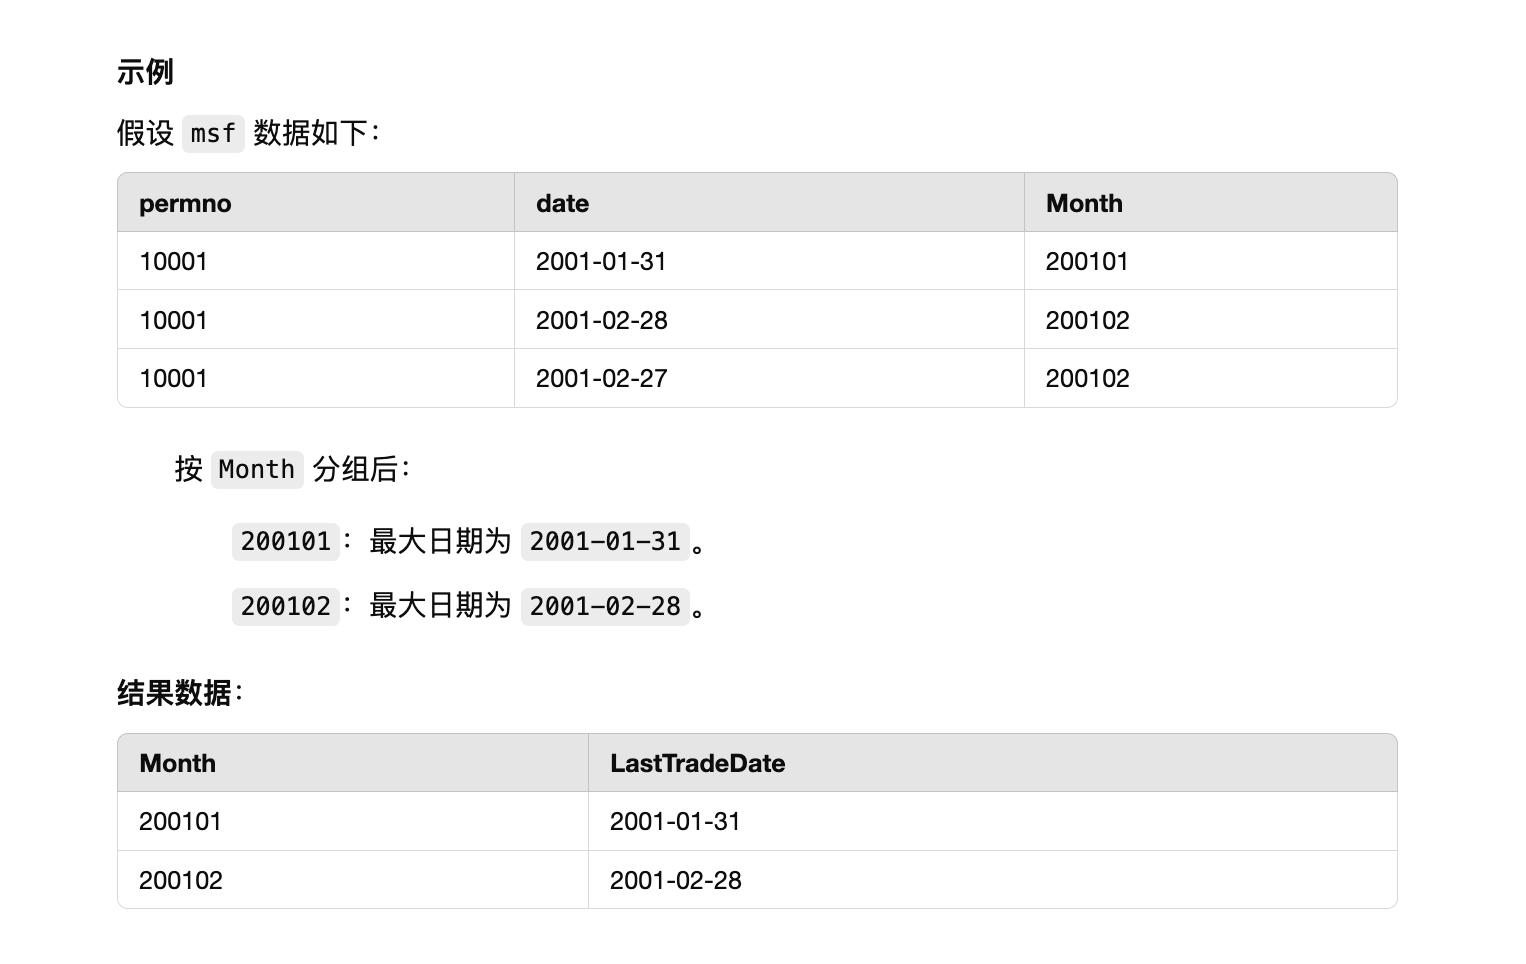 示例
假设 msf 数据如下：
permno date Month
10001 2001-01-31 200101
10001 2001-02-28 200102
10001 2001-02-27 200102
按 Month 分组后：
200101：最大日期为 2001-01-31。
200102：最大日期为 2001-02-28。
结果数据：
Month LastTradeDate
200101 2001-01-31
200102 2001-02-28